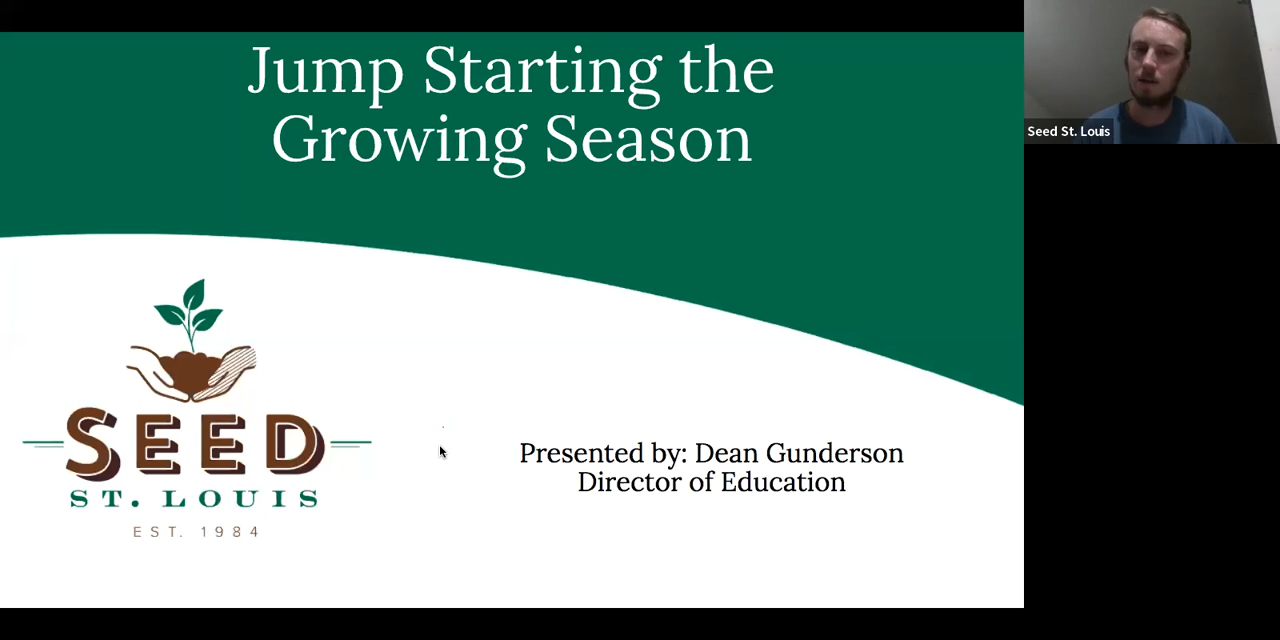 Jump Starting the
Growing Season
Seed St. Louis
SEED
ST. LOUIS
EST. 1984
Presented by: Dean Gunderson
Director of Education